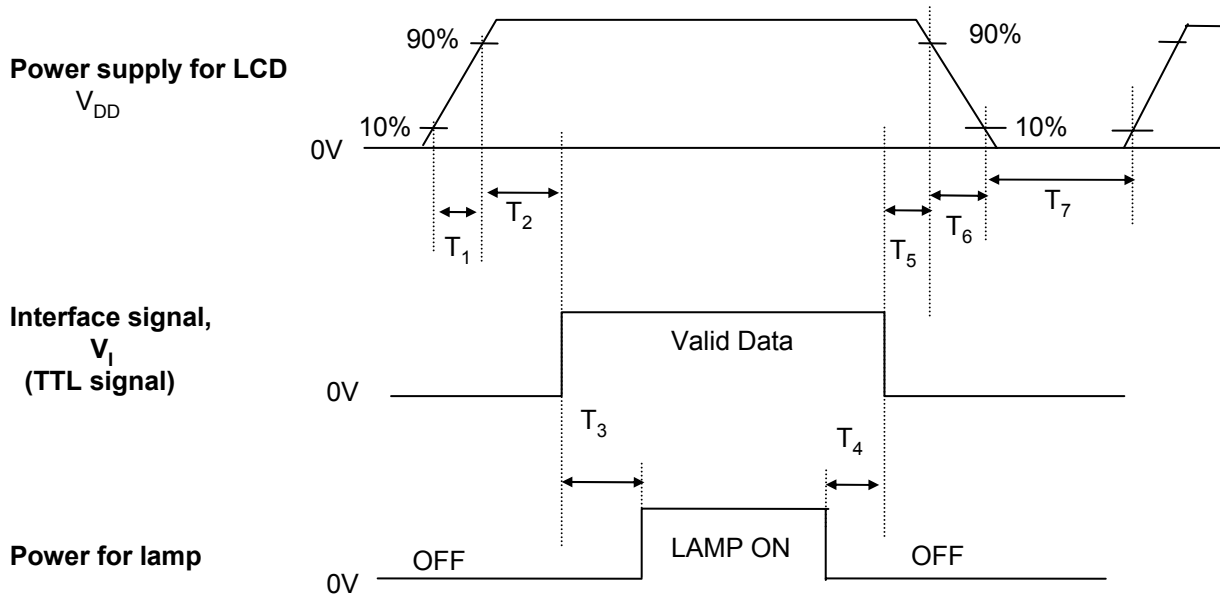 90%
90%
Power supply for LCD
V_DD
10%
10%
0V
T_1
T_2
T_5
T_6
T_7
Interface signal,
V_I
(TTL signal)
Valid Data
0V
T_3
T_4
Power for lamp
OFF
LAMP ON
OFF
0V